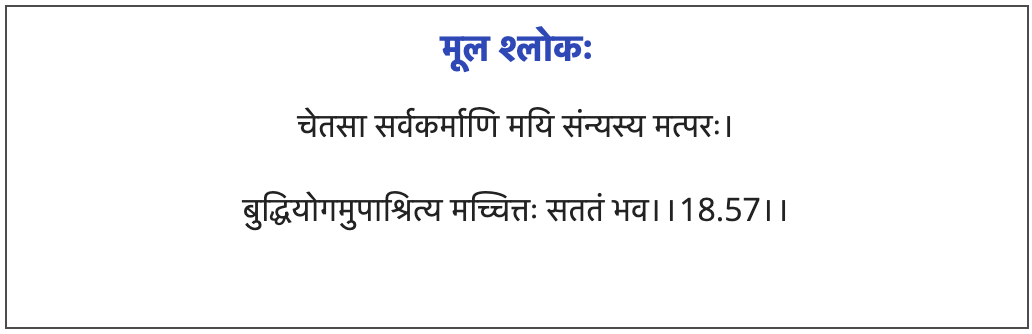 मूल श्लोकः
चेतसा सर्वकर्माणि मयि संन्यस्य मत्परः।
बुद्धियोगमुपाश्रित्य मच्चित्तः सततं भव।।18.57।।